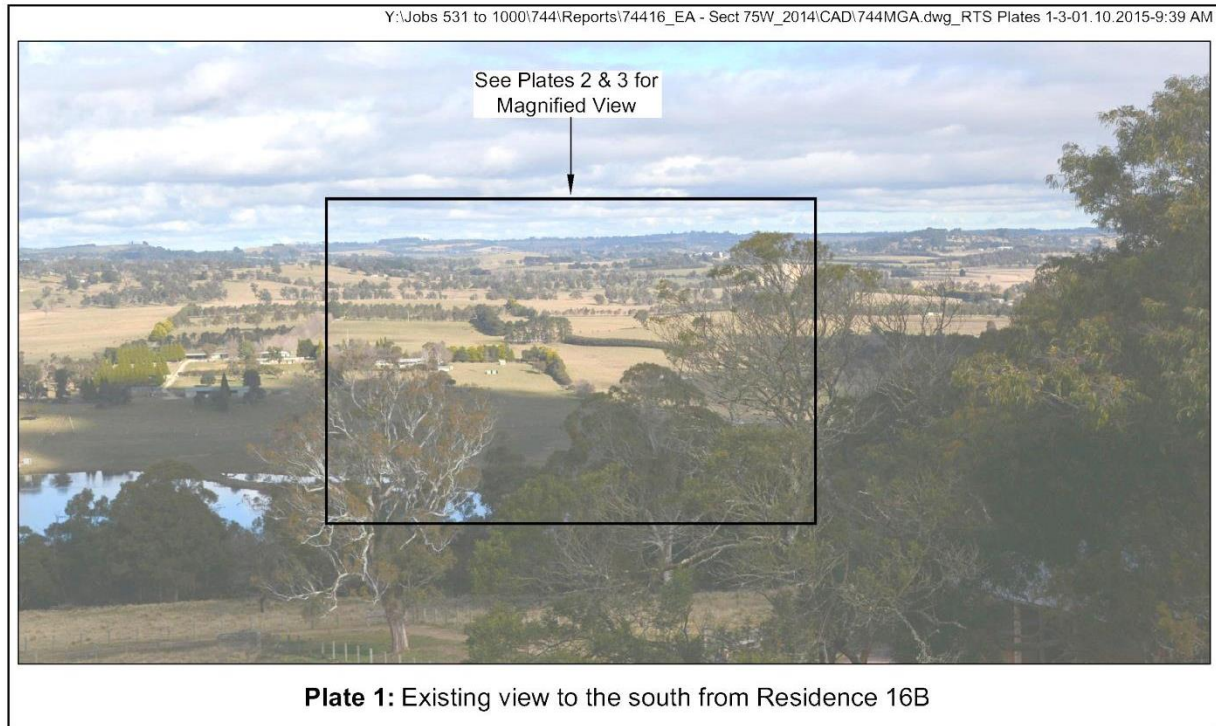 Y:\Jobs 531 to 1000\744\Reports\74416_EA - Sect 75W_2014\CAD\744MGA.dwg_RTS Plates 1-3-01.10.2015-9:39 AM
See Plates 2 & 3 for
Magnified View
Plate 1: Existing view to the south from Residence 16B